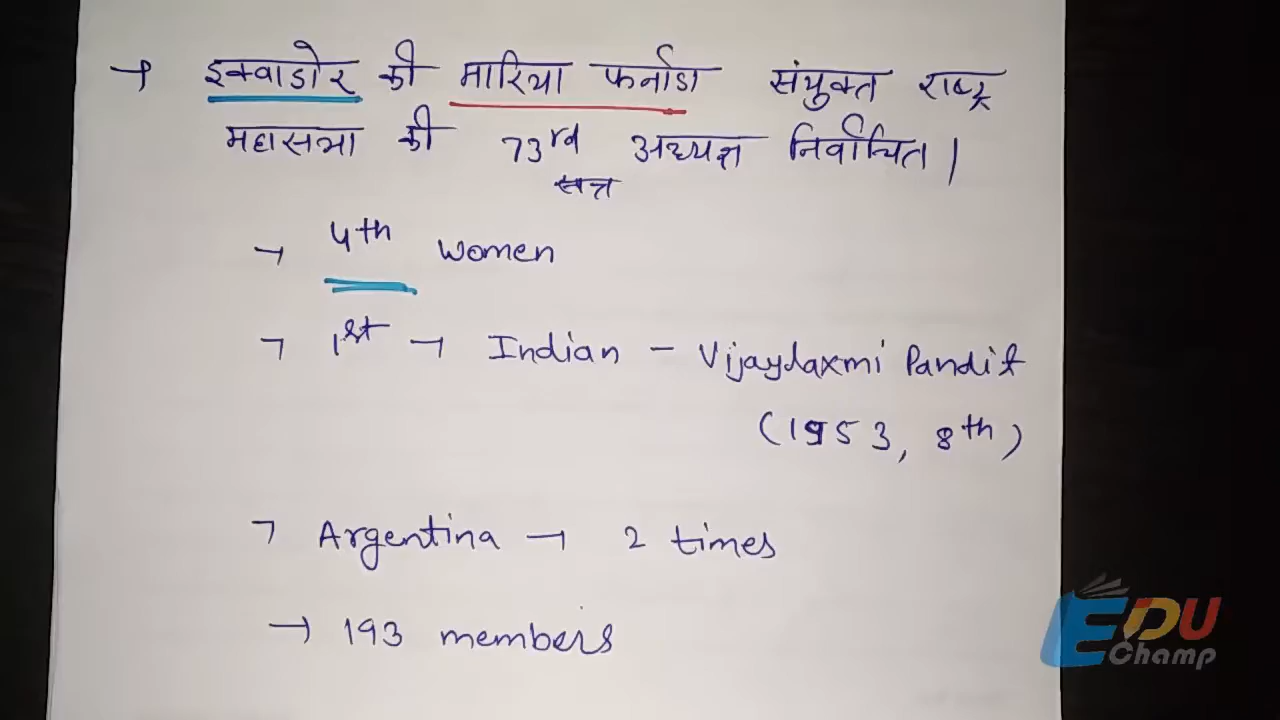 → इक्वाडोर की मारिया फर्नाडा संयुक्त राष्ट्र
महासभा की 73rd अध्यक्ष निर्वाचित।
सत्र
→ 4th women
→ 1st → Indian - Vijaylaxmi Pandit
(1953, 8th)
→ Argentina → 2 times
→ 193 members
EDU
Champ